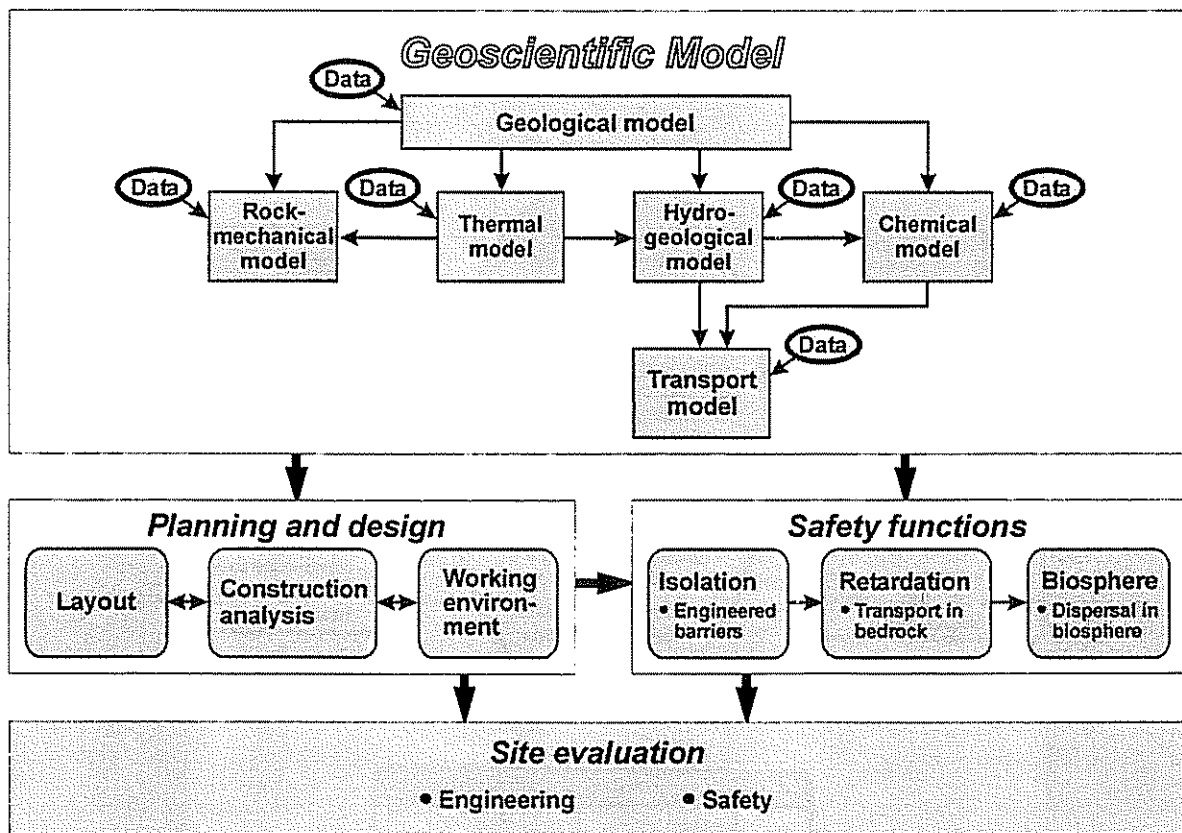 Geoscientific Model
Data
Geological model
Data
Data
Data
Data
Rock-
mechanical
model
Thermal
model
Hydro-
geological
model
Chemical
model
Data
Transport
model
Planning and design
Layout
Construction
analysis
Working
environ-
ment
Safety functions
Isolation
• Engineered
barriers
Retardation
• Transport in
bedrock
Biosphere
• Dispersal in
biosphere
Site evaluation
• Engineering
• Safety